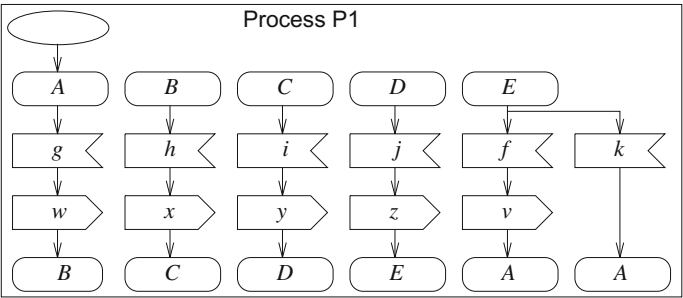 Process P1
A B C D E
g h i j f k
w x y z v
B C D E A A